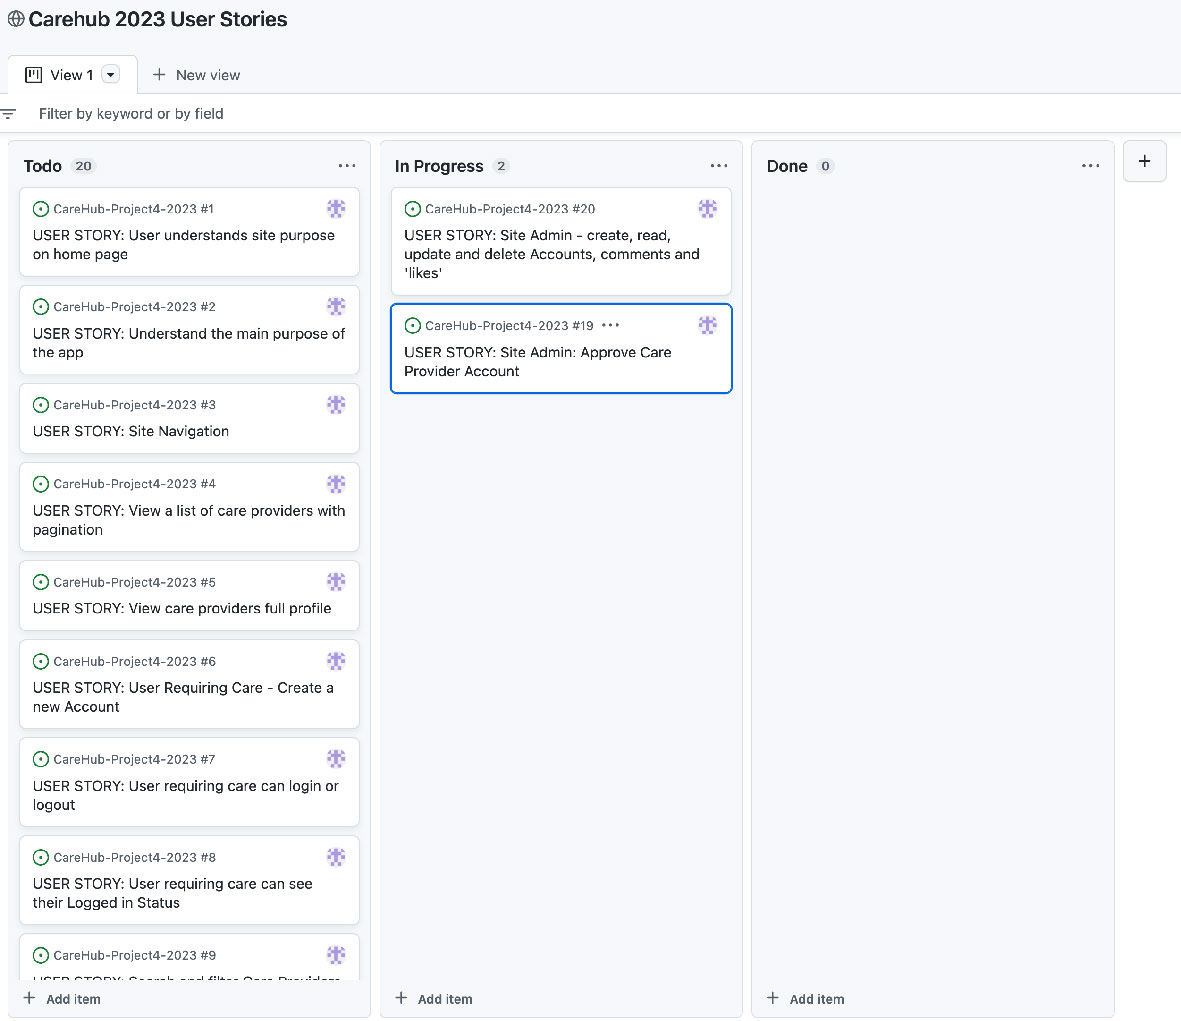 Carehub 2023 User Stories
View 1
New view
Filter by keyword or by field
Todo 20
CareHub-Project4-2023 #1
USER STORY: User understands site purpose
on home page
CareHub-Project4-2023 #2
USER STORY: Understand the main purpose of
the app
CareHub-Project4-2023 #3
USER STORY: Site Navigation
CareHub-Project4-2023 #4
USER STORY: View a list of care providers with
pagination
CareHub-Project4-2023 #5
USER STORY: View care providers full profile
CareHub-Project4-2023 #6
USER STORY: User Requiring Care - Create a
new Account
CareHub-Project4-2023 #7
USER STORY: User requiring care can login or
logout
CareHub-Project4-2023 #8
USER STORY: User requiring care can see
their Logged in Status
CareHub-Project4-2023 #9
USER STORY: Search and filter Care Providers
Add item
In Progress 2
CareHub-Project4-2023 #20
USER STORY: Site Admin - create, read,
update and delete Accounts, comments and
'likes'
CareHub-Project4-2023 #19
USER STORY: Site Admin: Approve Care
Provider Account
Add item
Done 0
Add item